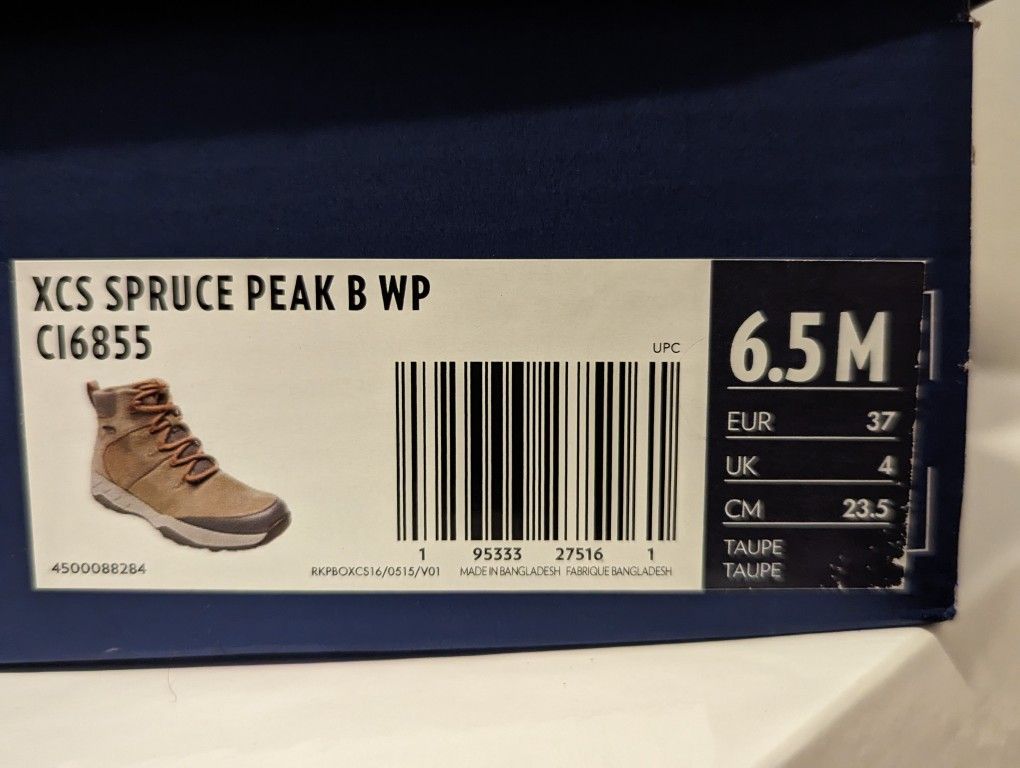 XCS SPRUCE PEAK B WP
CI6855
UPC
1 95333 27516 1
4500088284
RKPBOXCS16/0515/V01 MADE IN BANGLADESH FABRIQUE BANGLADESH
6.5 M
EUR 37
UK 4
CM 23.5
TAUPE
TAUPE